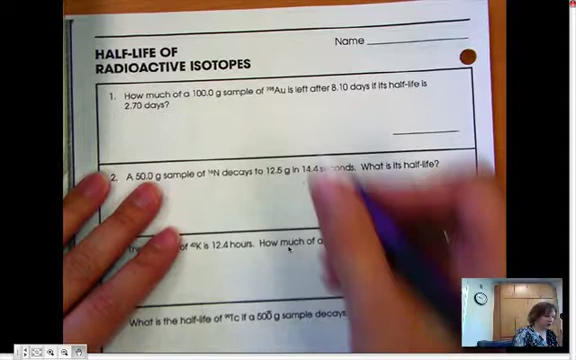 HALF-LIFE OF
RADIOACTIVE ISOTOPES
Name
1. How much of a 100.0 g sample of ¹⁹⁸Au is left after 8.10 days if its half-life is
2.70 days?
2. A 50.0 g sample of ¹⁶N decays to 12.5 g in 14.4 seconds. What is its half-life?
of ⁴²K is 12.4 hours. How much of a
What is the half-life of ⁹⁹Tc if a 500 g sample decays